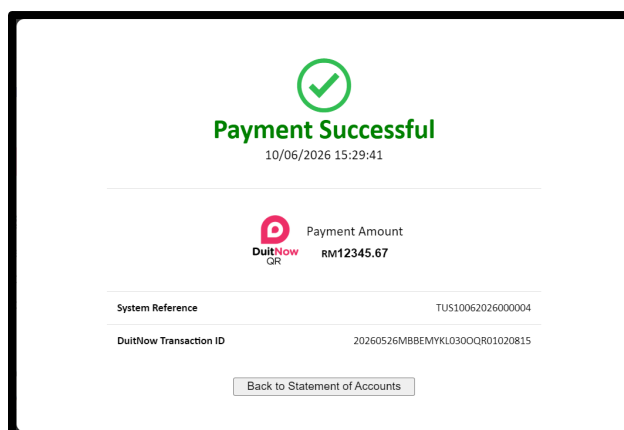 Payment Successful
10/06/2026 15:29:41
DuitNow
QR
Payment Amount
RM12345.67
System Reference TUS10062026000004
DuitNow Transaction ID 20260526MBBEMYKL030OQR01020815
Back to Statement of Accounts